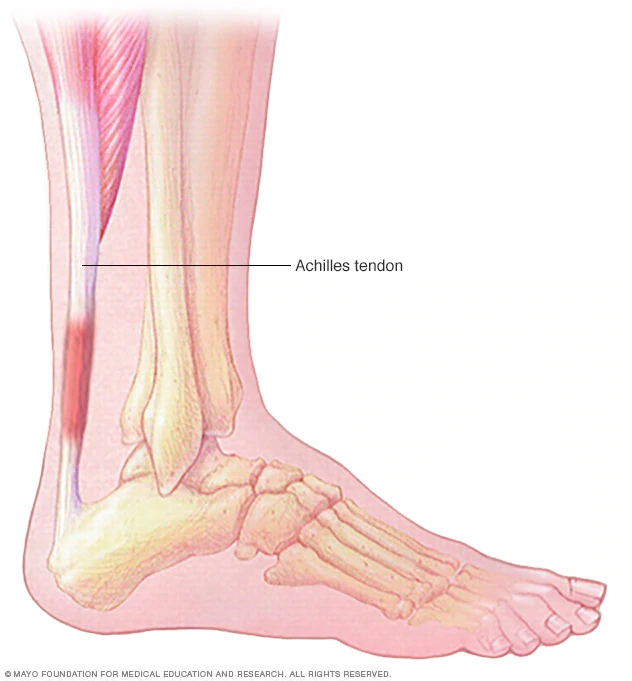 Achilles tendon
© MAYO FOUNDATION FOR MEDICAL EDUCATION AND RESEARCH. ALL RIGHTS RESERVED.